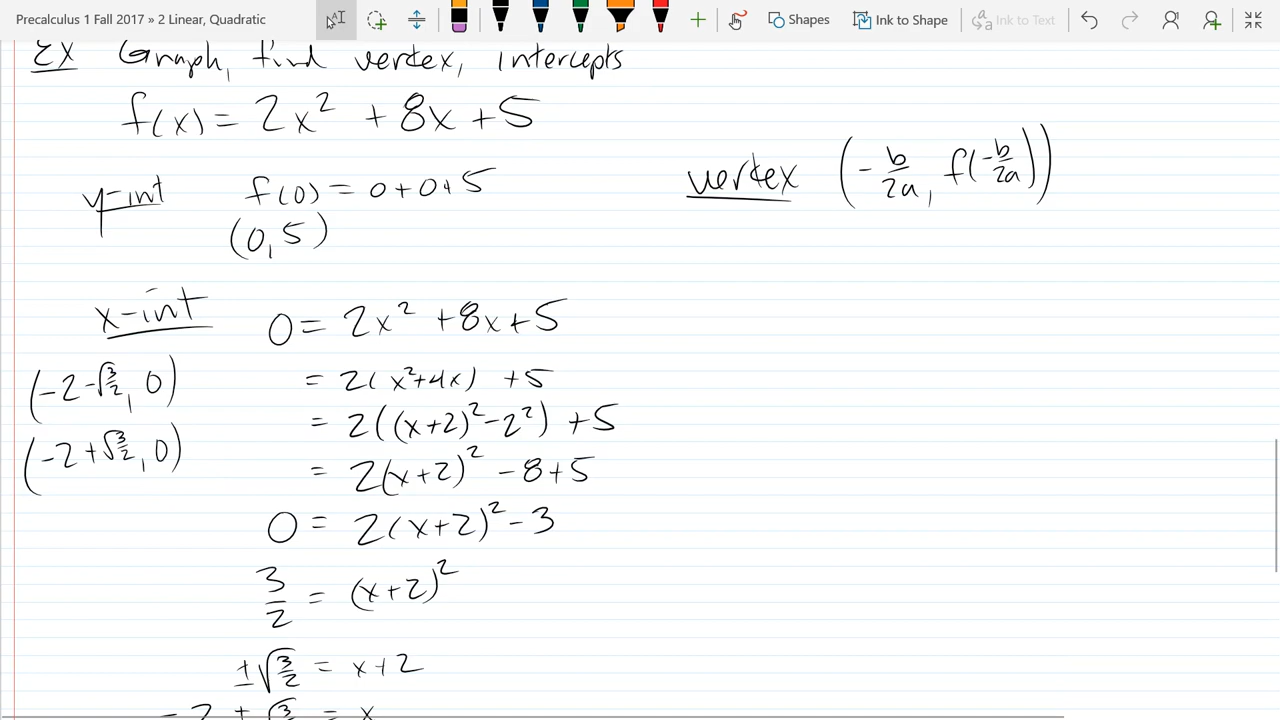 Precalculus 1 Fall 2017 » 2 Linear, Quadratic
Shapes
Ink to Shape
Ink to Text
Ex Graph, find vertex, intercepts
f(x) = 2x² + 8x + 5
y-int f(0) = 0 + 0 + 5
(0, 5)
x-int 0 = 2x² + 8x + 5
= 2(x² + 4x) + 5
= 2((x+2)² - 2²) + 5
= 2(x+2)² - 8 + 5
0 = 2(x+2)² - 3
3/2 = (x+2)²
±√(3/2) = x + 2
-2 ± √(3/2) = x
(-2 - √(3/2), 0)
(-2 + √(3/2), 0)
vertex (-b/2a, f(-b/2a))